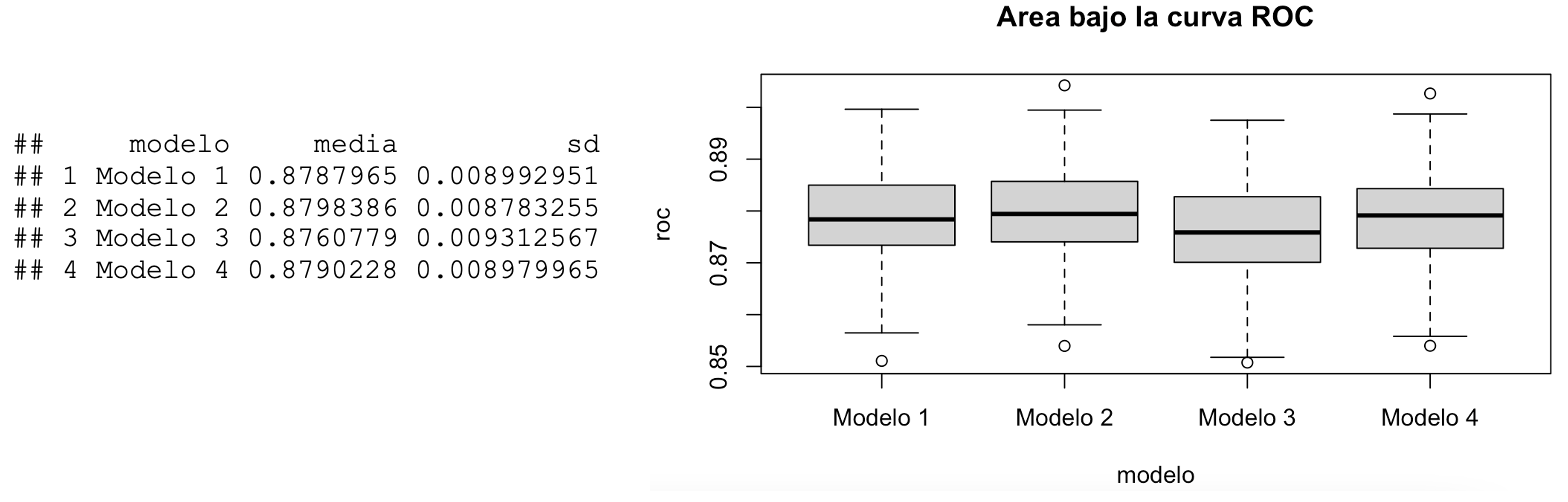 ##     modelo     media          sd
## 1 Modelo 1 0.8787965 0.008992951
## 2 Modelo 2 0.8798386 0.008783255
## 3 Modelo 3 0.8760779 0.009312567
## 4 Modelo 4 0.8790228 0.008979965
Area bajo la curva ROC
roc
0.89
0.87
0.85
Modelo 1 Modelo 2 Modelo 3 Modelo 4
modelo